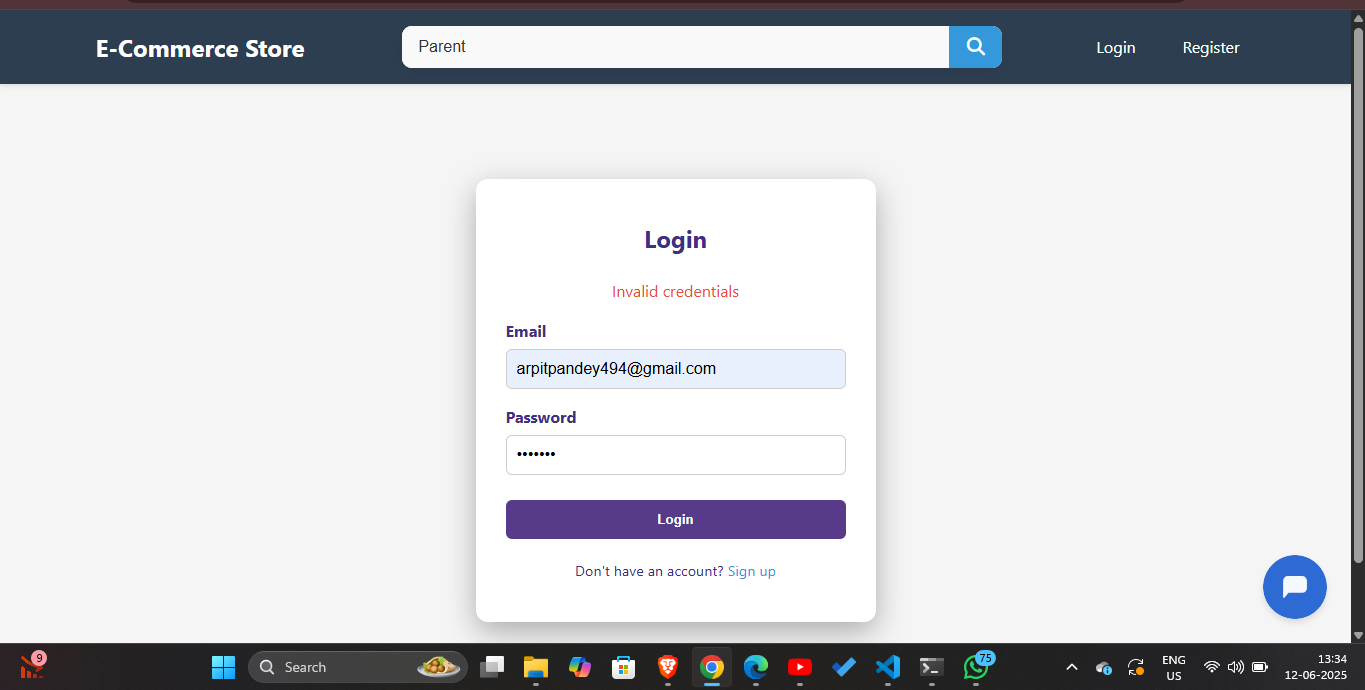 E-Commerce Store
Parent
Login
Register
Login
Invalid credentials
Email
arpitpandey494@gmail.com
Password
•••••••
Login
Don't have an account? Sign up
9
Search
75
ENG
US
13:34
12-06-2025